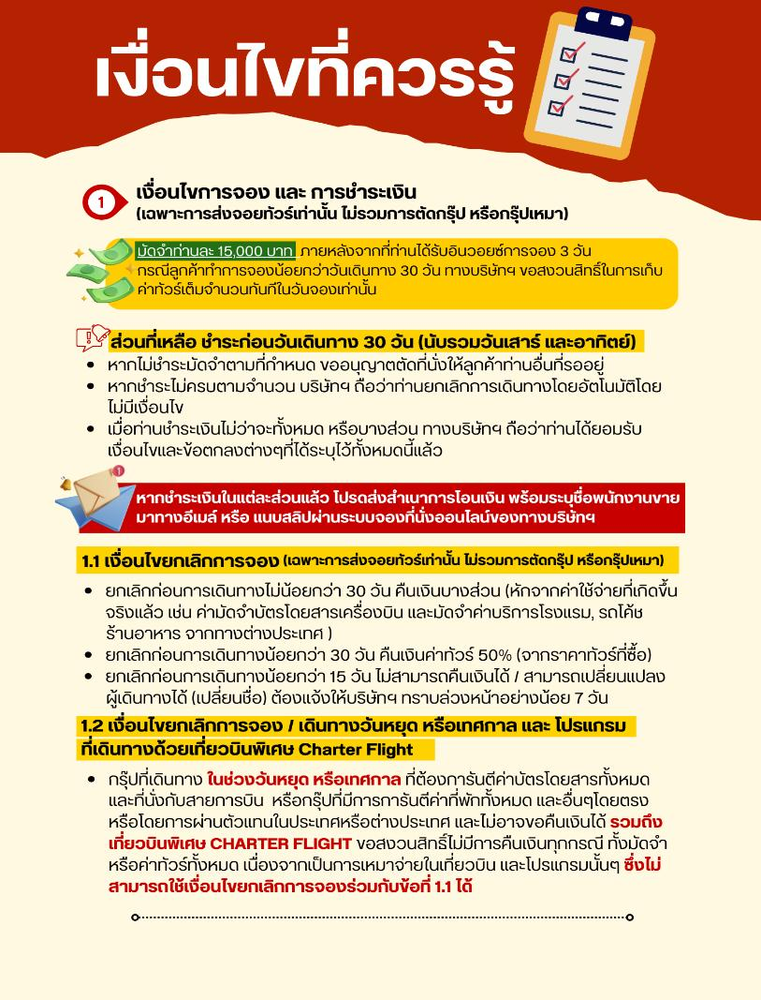 เงื่อนไขที่ควรรู้
1
เงื่อนไขการจอง และ การชำระเงิน
(เฉพาะการส่งจอยทัวร์เท่านั้น ไม่รวมการตัดกรุ๊ป หรือกรุ๊ปเหมา)
มัดจำท่านละ 15,000 บาท ภายหลังจากที่ท่านได้รับอินวอยซ์การจอง 3 วัน
กรณีลูกค้าทำการจองน้อยกว่าวันเดินทาง 30 วัน ทางบริษัทฯ ขอสงวนสิทธิ์ในการเก็บ
ค่าทัวร์เต็มจำนวนทันทีในวันจองเท่านั้น
ส่วนที่เหลือ ชำระก่อนวันเดินทาง 30 วัน (นับรวมวันเสาร์ และอาทิตย์)
• หากไม่ชำระมัดจำตามที่กำหนด ขออนุญาตตัดที่นั่งให้ลูกค้าท่านอื่นที่รออยู่
• หากชำระไม่ครบตามจำนวน บริษัทฯ ถือว่าท่านยกเลิกการเดินทางโดยอัตโนมัติโดย
ไม่มีเงื่อนไข
• เมื่อท่านชำระเงินไม่ว่าจะทั้งหมด หรือบางส่วน ทางบริษัทฯ ถือว่าท่านได้ยอมรับ
เงื่อนไขและข้อตกลงต่างๆที่ได้ระบุไว้ทั้งหมดนี้แล้ว
1
หากชำระเงินในแต่ละส่วนแล้ว โปรดส่งสำเนาการโอนเงิน พร้อมระบุชื่อพนักงานขาย
มาทางอีเมล์ หรือ แนบสลิปผ่านระบบจองที่นั่งออนไลน์ของทางบริษัทฯ
1.1 เงื่อนไขยกเลิกการจอง (เฉพาะการส่งจอยทัวร์เท่านั้น ไม่รวมการตัดกรุ๊ป หรือกรุ๊ปเหมา)
• ยกเลิกก่อนการเดินทางไม่น้อยกว่า 30 วัน คืนเงินบางส่วน (หักจากค่าใช้จ่ายที่เกิดขึ้น
จริงแล้ว เช่น ค่ามัดจำบัตรโดยสารเครื่องบิน และมัดจำค่าบริการโรงแรม, รถโค้ช
ร้านอาหาร จากทางต่างประเทศ )
• ยกเลิกก่อนการเดินทางน้อยกว่า 30 วัน คืนเงินค่าทัวร์ 50% (จากราคาทัวร์ที่ซื้อ)
• ยกเลิกก่อนการเดินทางน้อยกว่า 15 วัน ไม่สามารถคืนเงินได้ / สามารถเปลี่ยนแปลง
ผู้เดินทางได้ (เปลี่ยนชื่อ) ต้องแจ้งให้บริษัทฯ ทราบล่วงหน้าอย่างน้อย 7 วัน
1.2 เงื่อนไขยกเลิกการจอง / เดินทางวันหยุด หรือเทศกาล และ โปรแกรม
ที่เดินทางด้วยเที่ยวบินพิเศษ Charter Flight
• กรุ๊ปที่เดินทาง ในช่วงวันหยุด หรือเทศกาล ที่ต้องการันตีค่าบัตรโดยสารทั้งหมด
และที่นั่งกับสายการบิน หรือกรุ๊ปที่มีการการันตีค่าที่พักทั้งหมด และอื่นๆโดยตรง
หรือโดยการผ่านตัวแทนในประเทศหรือต่างประเทศ และไม่อาจขอคืนเงินได้ รวมถึง
เที่ยวบินพิเศษ CHARTER FLIGHT ขอสงวนสิทธิ์ไม่มีการคืนเงินทุกกรณี ทั้งมัดจำ
หรือค่าทัวร์ทั้งหมด เนื่องจากเป็นการเหมาจ่ายในเที่ยวบิน และโปรแกรมนั้นๆ ซึ่งไม่
สามารถใช้เงื่อนไขยกเลิกการจองร่วมกับข้อที่ 1.1 ได้